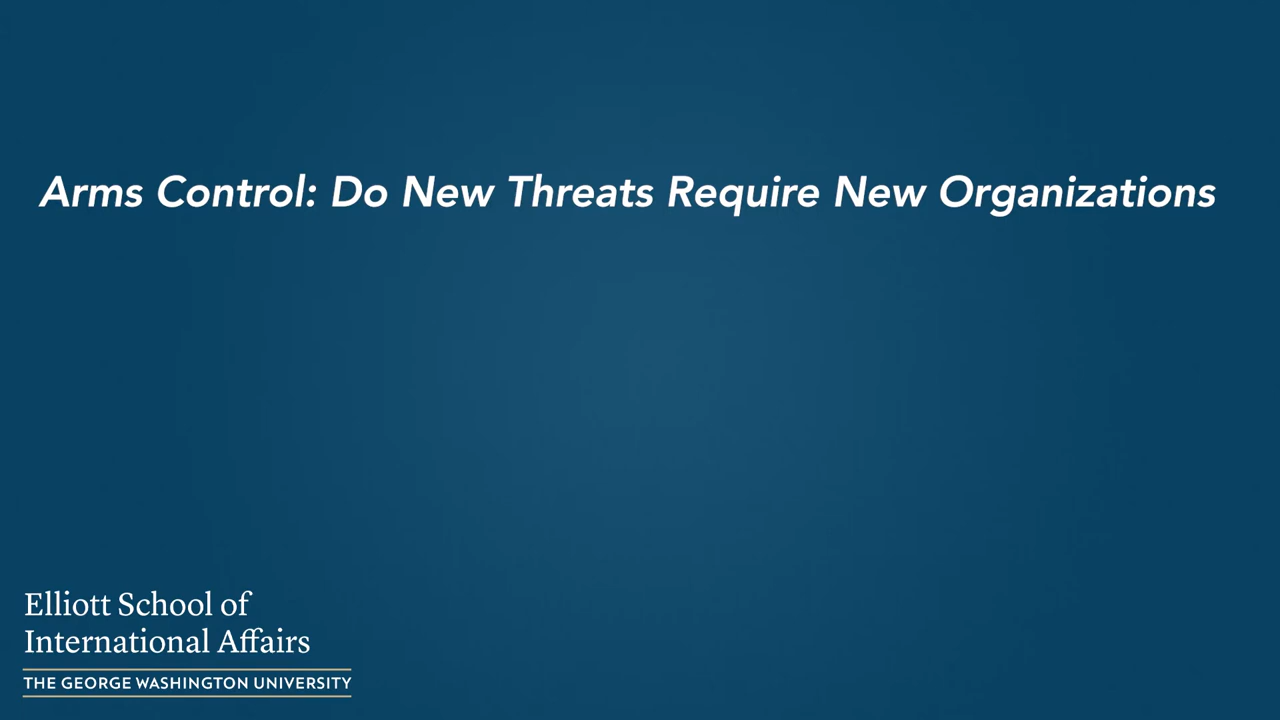 Arms Control: Do New Threats Require New Organizations
Elliott School of
International Affairs
THE GEORGE WASHINGTON UNIVERSITY